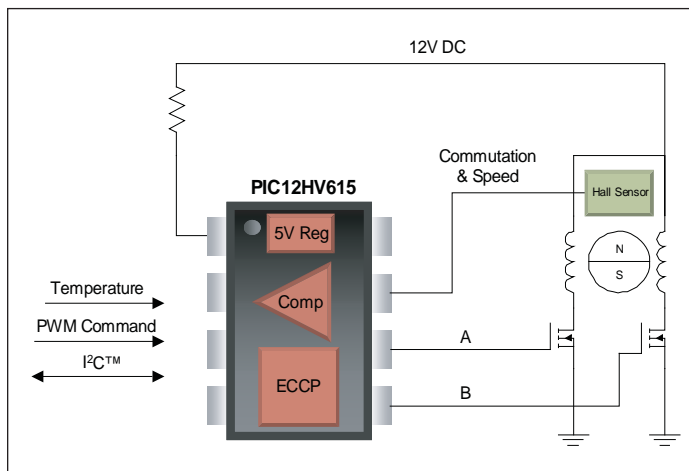 12V DC
Commutation
& Speed
PIC12HV615
Hall Sensor
5V Reg
N
S
Temperature
Comp
PWM Command
A
I²C™
ECCP
B